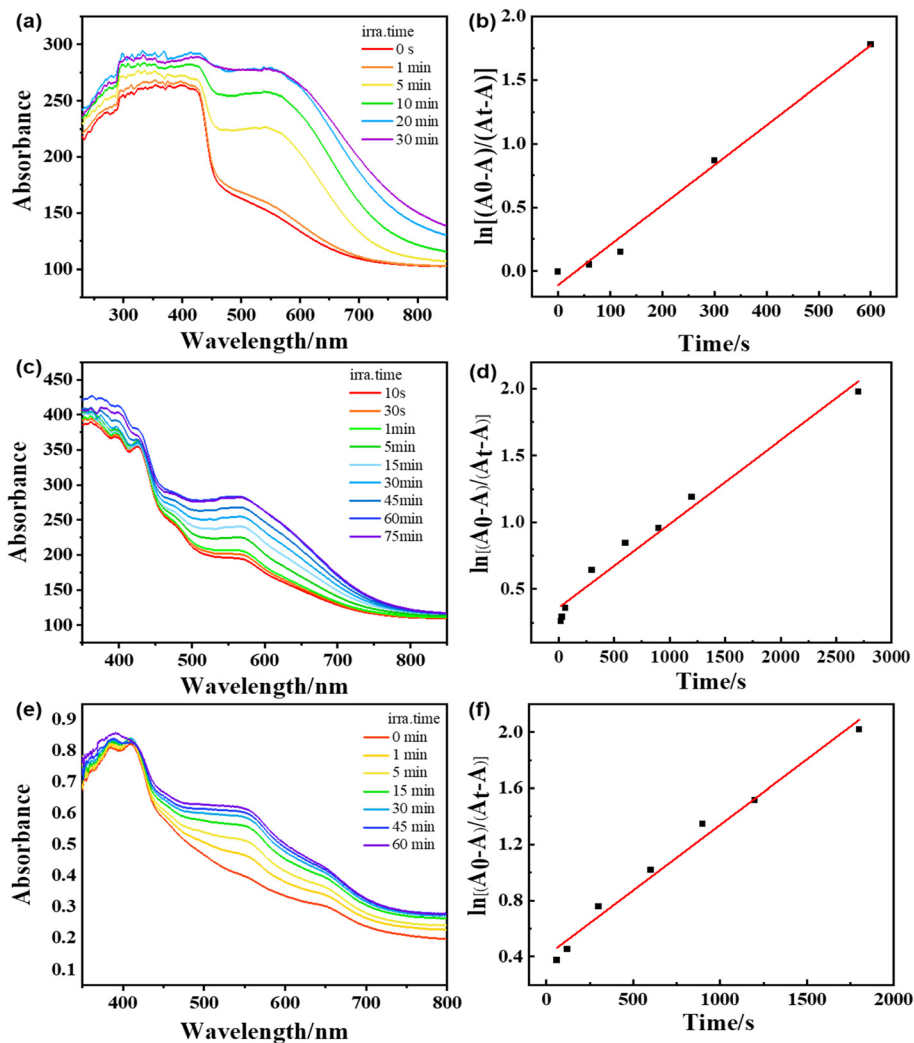 (a)
irra.time
0 s
1 min
5 min
10 min
20 min
30 min
300
250
200
150
100
Absorbance
300 400 500 600 700 800
Wavelength/nm
(b)
2.0
1.5
1.0
0.5
0.0
ln[(A0-A)/(At-A)]
0 100 200 300 400 500 600 700
Time/s
(c)
irra.time
10s
30s
1min
5min
15min
30min
45min
60min
75min
450
400
350
300
250
200
150
100
Absorbance
400 500 600 700 800
Wavelength/nm
(d)
2.0
1.5
1.0
0.5
ln[(A0-A)/(At-A)]
0 500 1000 1500 2000 2500 3000
Time/s
(e)
irra.time
0 min
1 min
5 min
15 min
30 min
45 min
60 min
0.9
0.8
0.7
0.6
0.5
0.4
0.3
0.2
0.1
Absorbance
400 500 600 700 800
Wavelength/nm
(f)
2.0
1.6
1.2
0.8
0.4
ln[(A0-A)/(At-A)]
0 500 1000 1500 2000
Time/s